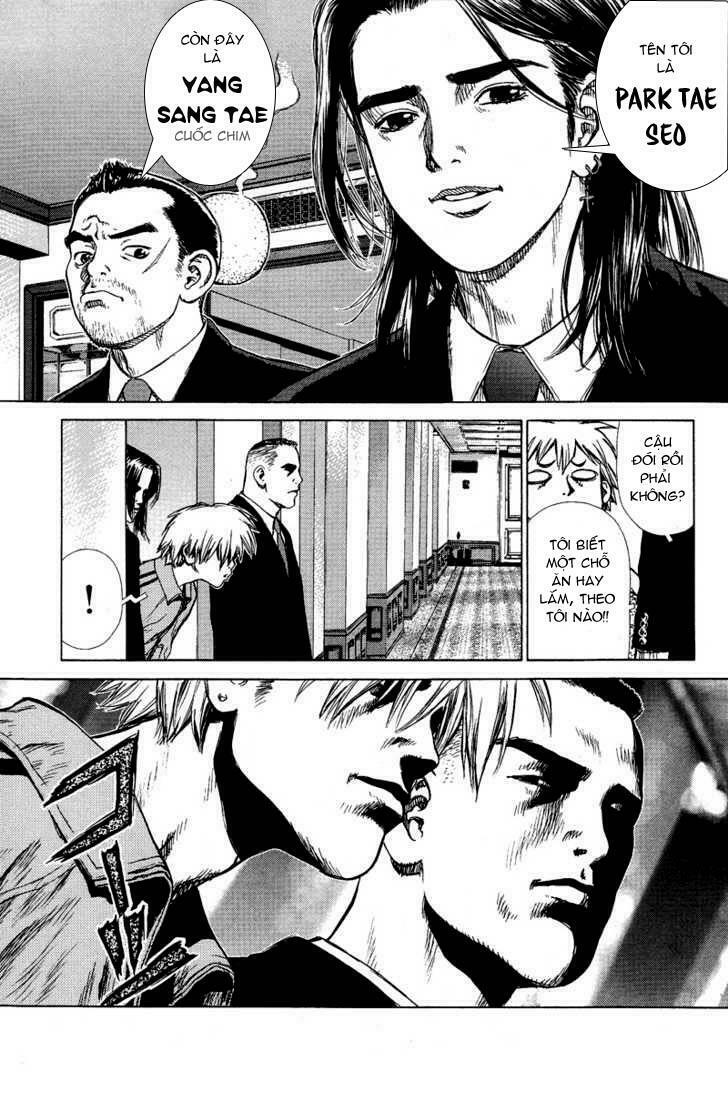 TÊN TÔI
LÀ
PARK TAE
SEO
CÒN ĐÂY
LÀ
YANG
SANG TAE
CUỐC CHIM
CẬU
ĐÓI RỒI
PHẢI
KHÔNG?
TÔI BIẾT
MỘT CHỖ
ĂN HAY
LẮM, THEO
TÔI NÀO!!
!